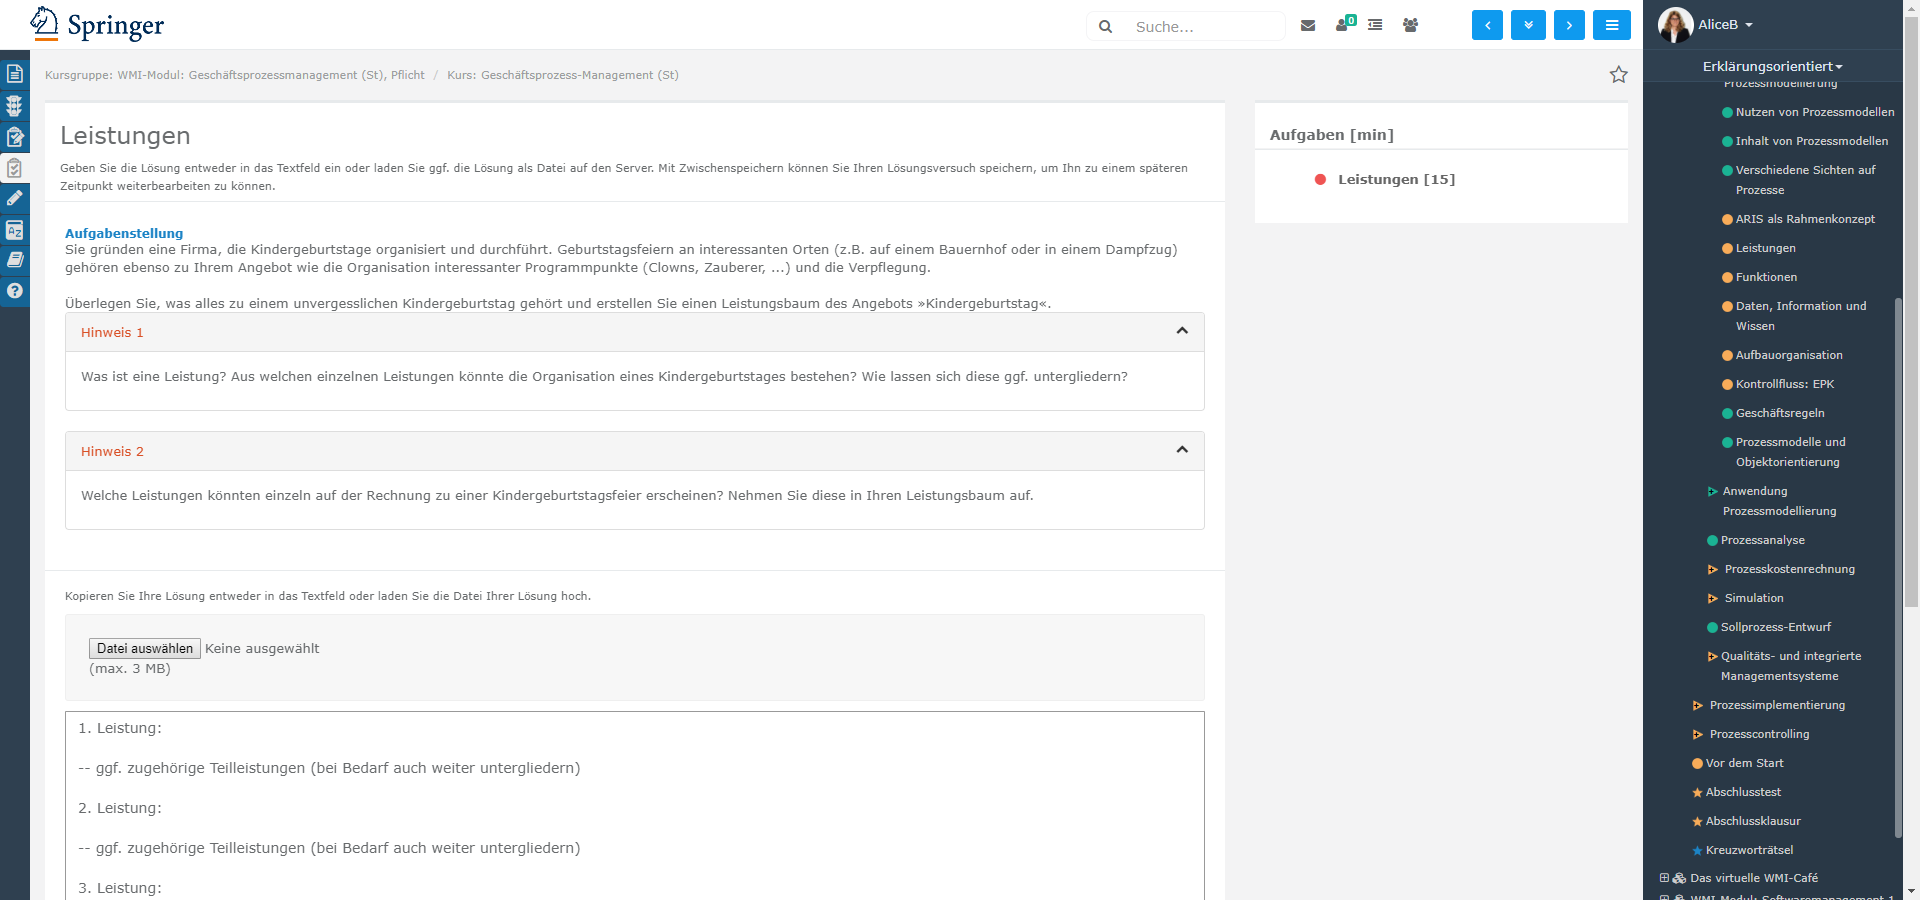 Springer
Suche...
0
AliceB
Erklärungsorientiert
Kursgruppe: WMI-Modul: Geschäftsprozessmanagement (St), Pflicht / Kurs: Geschäftsprozess-Management (St)
Leistungen
Geben Sie die Lösung entweder in das Textfeld ein oder laden Sie ggf. die Lösung als Datei auf den Server. Mit Zwischenspeichern können Sie Ihren Lösungsversuch speichern, um Ihn zu einem späteren
Zeitpunkt weiterbearbeiten zu können.
Aufgabenstellung
Sie gründen eine Firma, die Kindergeburtstage organisiert und durchführt. Geburtstagsfeiern an interessanten Orten (z.B. auf einem Bauernhof oder in einem Dampfzug)
gehören ebenso zu Ihrem Angebot wie die Organisation interessanter Programmpunkte (Clowns, Zauberer, ...) und die Verpflegung.
Überlegen Sie, was alles zu einem unvergesslichen Kindergeburtstag gehört und erstellen Sie einen Leistungsbaum des Angebots »Kindergeburtstag«.
Hinweis 1
Was ist eine Leistung? Aus welchen einzelnen Leistungen könnte die Organisation eines Kindergeburtstages bestehen? Wie lassen sich diese ggf. untergliedern?
Hinweis 2
Welche Leistungen könnten einzeln auf der Rechnung zu einer Kindergeburtstagsfeier erscheinen? Nehmen Sie diese in Ihren Leistungsbaum auf.
Kopieren Sie Ihre Lösung entweder in das Textfeld oder laden Sie die Datei Ihrer Lösung hoch.
Datei auswählen Keine ausgewählt
(max. 3 MB)
1. Leistung:
-- ggf. zugehörige Teilleistungen (bei Bedarf auch weiter untergliedern)
2. Leistung:
-- ggf. zugehörige Teilleistungen (bei Bedarf auch weiter untergliedern)
3. Leistung:
Aufgaben [min]
Leistungen [15]
Prozessmodellierung
Nutzen von Prozessmodellen
Inhalt von Prozessmodellen
Verschiedene Sichten auf
Prozesse
ARIS als Rahmenkonzept
Leistungen
Funktionen
Daten, Information und
Wissen
Aufbauorganisation
Kontrollfluss: EPK
Geschäftsregeln
Prozessmodelle und
Objektorientierung
Anwendung
Prozessmodellierung
Prozessanalyse
Prozesskostenrechnung
Simulation
Sollprozess-Entwurf
Qualitäts- und integrierte
Managementsysteme
Prozessimplementierung
Prozesscontrolling
Vor dem Start
Abschlusstest
Abschlussklausur
Kreuzworträtsel
Das virtuelle WMI-Café
WMI-Modul: Softwaremanagement 1